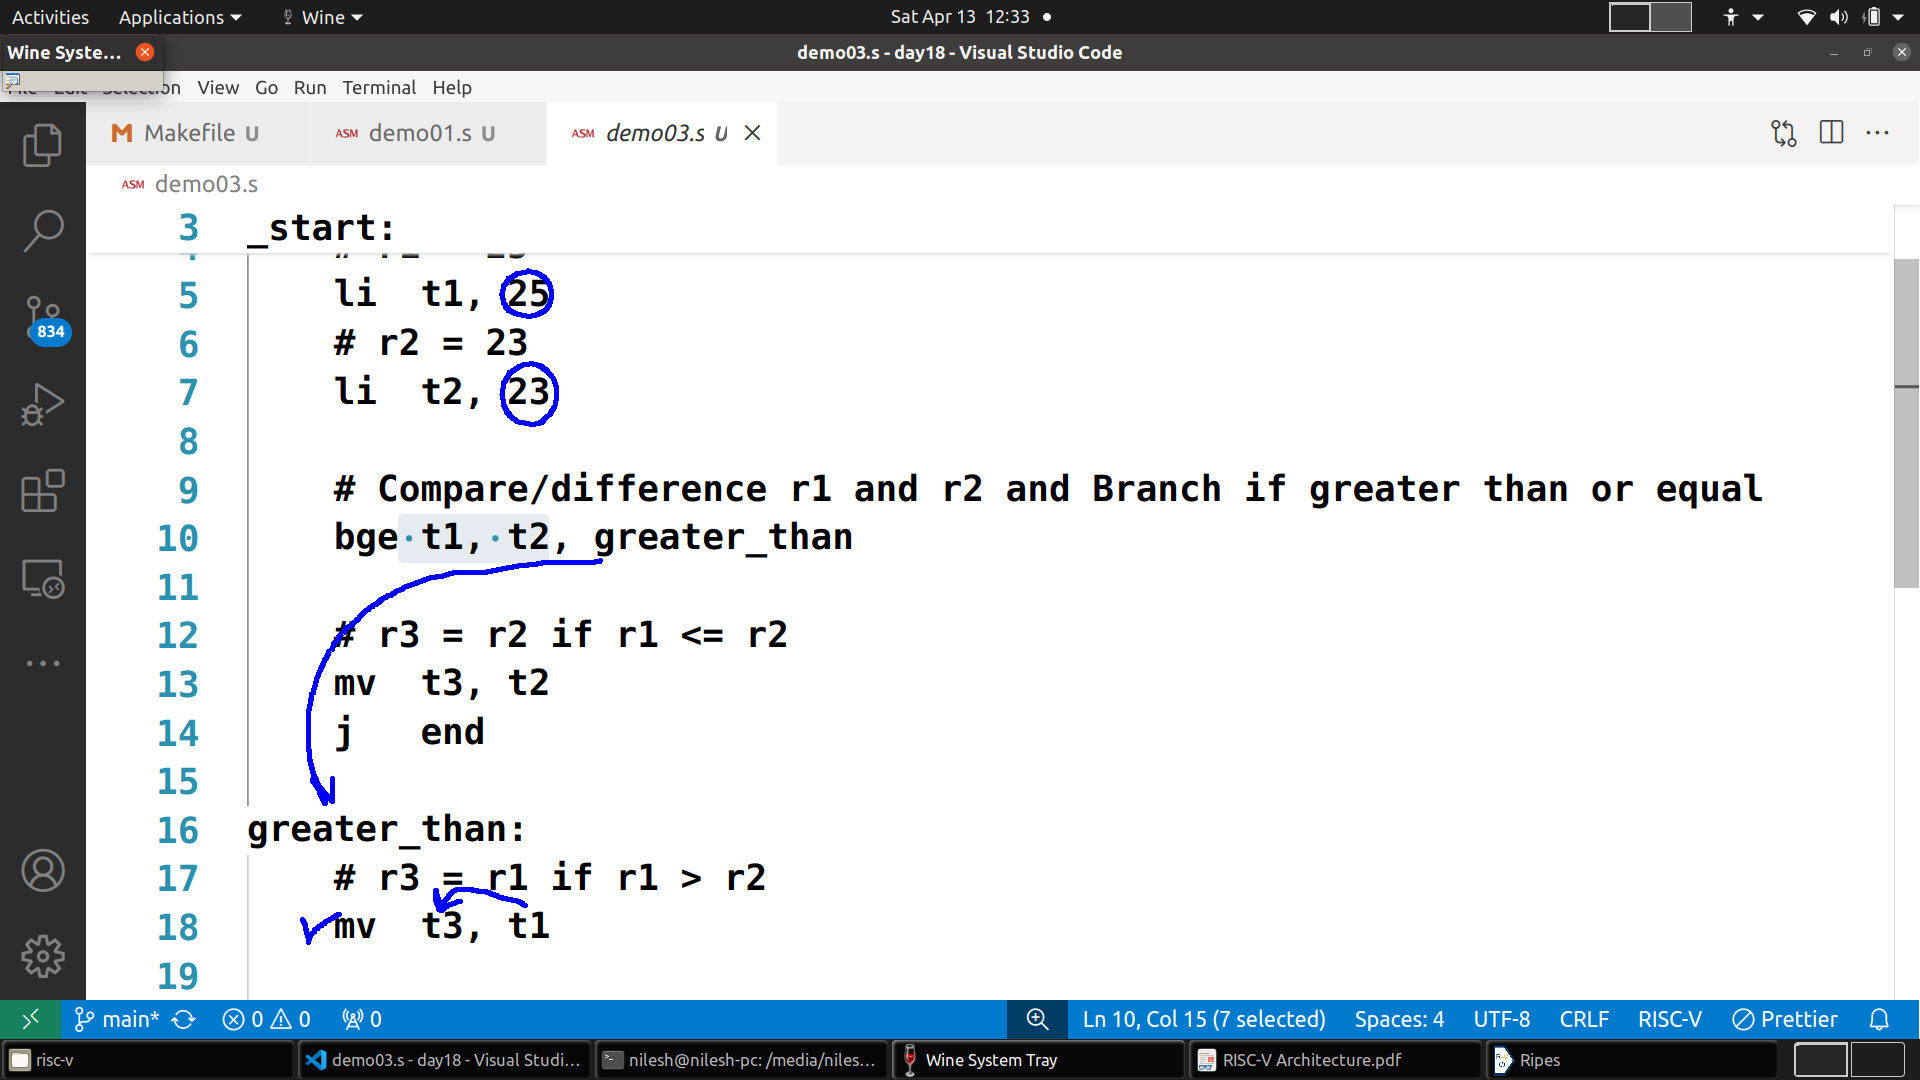 Activities Applications Wine Sat Apr 13 12:33
Wine Syste...
demo03.s - day18 - Visual Studio Code
Selection View Go Run Terminal Help
Makefile U ASM demo01.s U ASM demo03.s U
ASM demo03.s
3 _start:
5 li t1, 25
6 # r2 = 23
7 li t2, 23
8
9 # Compare/difference r1 and r2 and Branch if greater than or equal
10 bge t1, t2, greater_than
11
12 # r3 = r2 if r1 <= r2
13 mv t3, t2
14 j end
15
16 greater_than:
17 # r3 = r1 if r1 > r2
18 mv t3, t1
19
834
main* 0 0 0 Ln 10, Col 15 (7 selected) Spaces: 4 UTF-8 CRLF RISC-V Prettier
risc-v demo03.s - day18 - Visual Studi... nilesh@nilesh-pc: /media/niles... Wine System Tray RISC-V Architecture.pdf Ripes